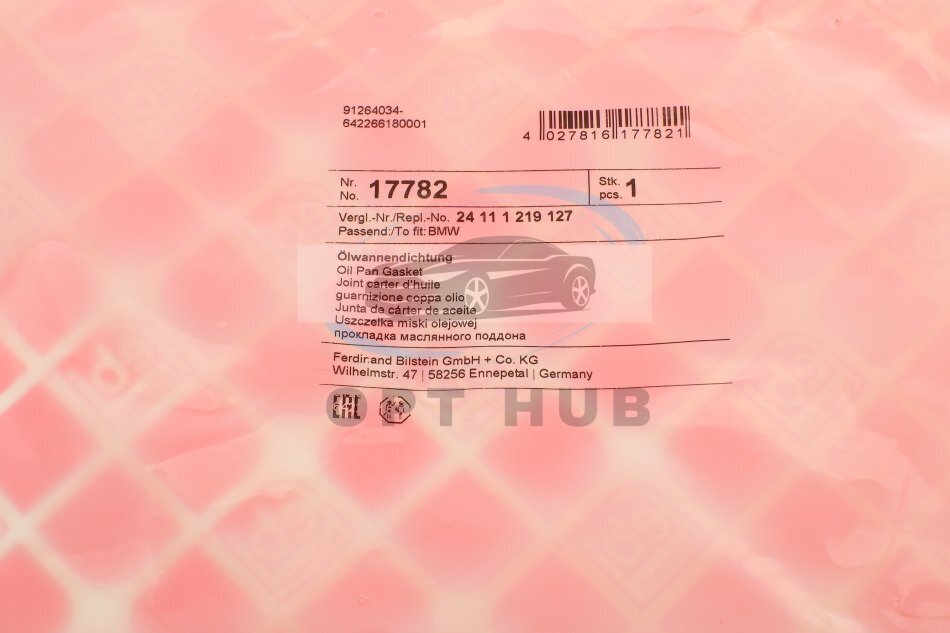 91264034-
642266180001
4 027816 177821
Nr. No. 17782
Stk. pcs. 1
Vergl.-Nr./Repl.-No. 24 11 1 219 127
Passend:/To fit: BMW
Ölwannendichtung
Oil Pan Gasket
Joint carter d'huile
guarnizione coppa olio
Junta de cárter de aceite
Uszczelka miski olejowej
прокладка маслянного поддона
Ferdinand Bilstein GmbH + Co. KG
Wilhelmstr. 47 | 58256 Ennepetal | Germany
EAC
OPT HUB